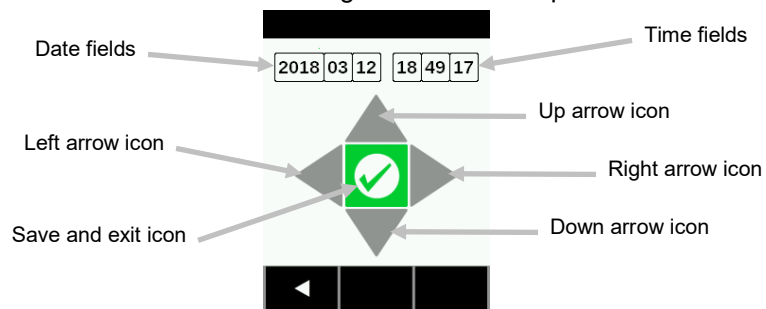 Date fields
Time fields
2018 03 12 18 49 17
Up arrow icon
Left arrow icon
Right arrow icon
Save and exit icon
Down arrow icon